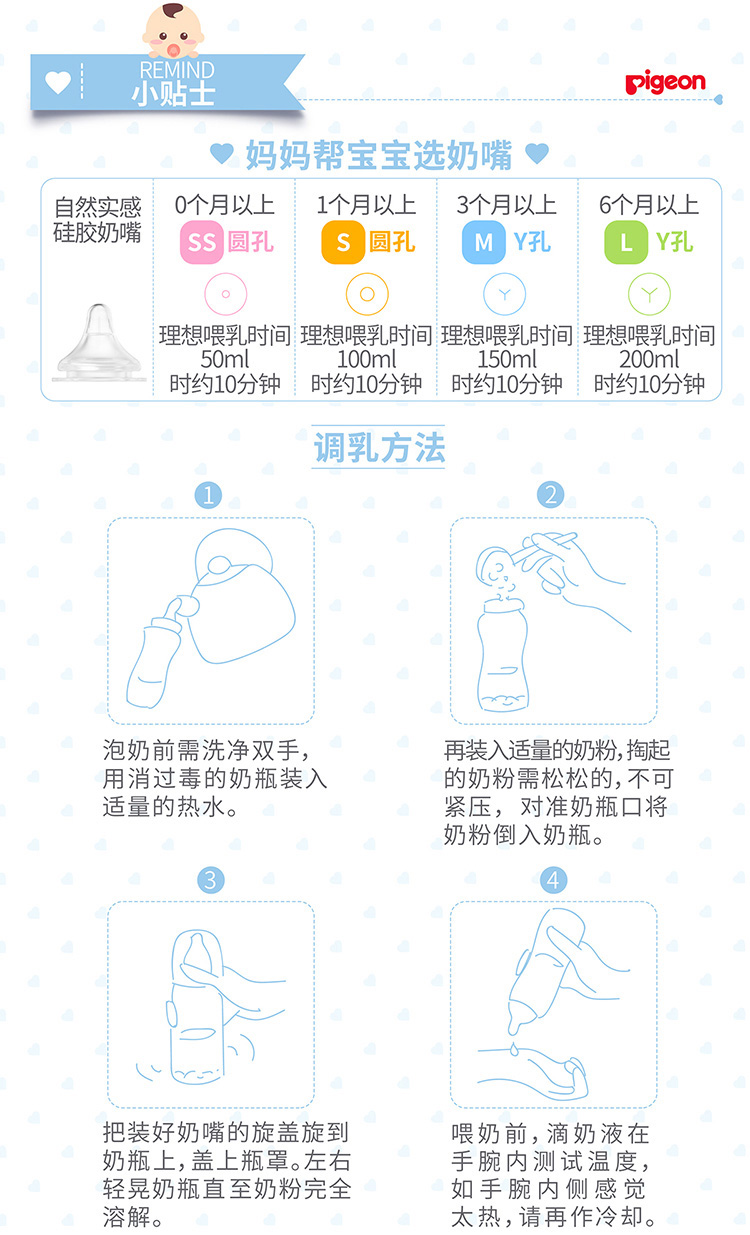 REMIND
小贴士
pigeon
妈妈帮宝宝选奶嘴
自然实感
硅胶奶嘴
0个月以上
SS 圆孔
理想喂乳时间
50ml
时约10分钟
1个月以上
S 圆孔
理想喂乳时间
100ml
时约10分钟
3个月以上
M Y孔
理想喂乳时间
150ml
时约10分钟
6个月以上
L Y孔
理想喂乳时间
200ml
时约10分钟
调乳方法
1
泡奶前需洗净双手，
用消过毒的奶瓶装入
适量的热水。
2
再装入适量的奶粉，掏起
的奶粉需松松的，不可
紧压，对准奶瓶口将
奶粉倒入奶瓶。
3
把装好奶嘴的旋盖旋到
奶瓶上，盖上瓶罩。左右
轻晃奶瓶直至奶粉完全
溶解。
4
喂奶前，滴奶液在
手腕内测试温度，
如手腕内侧感觉
太热，请再作冷却。